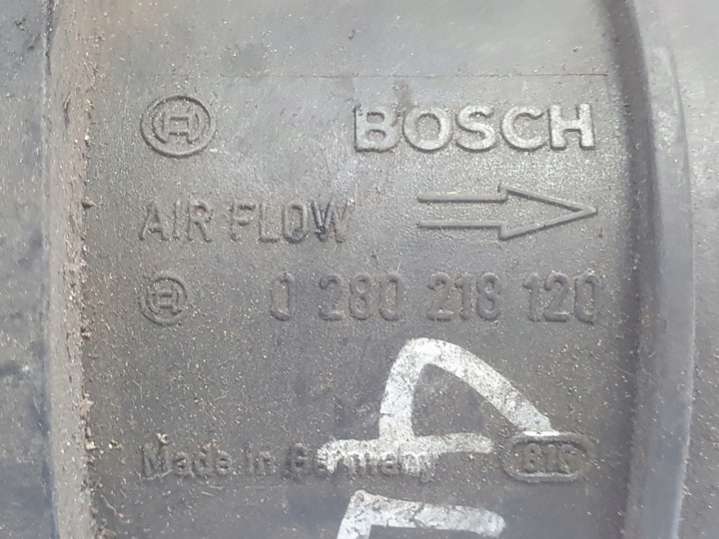 BOSCH
AIR FLOW
0 280 218 120
Made in Germany